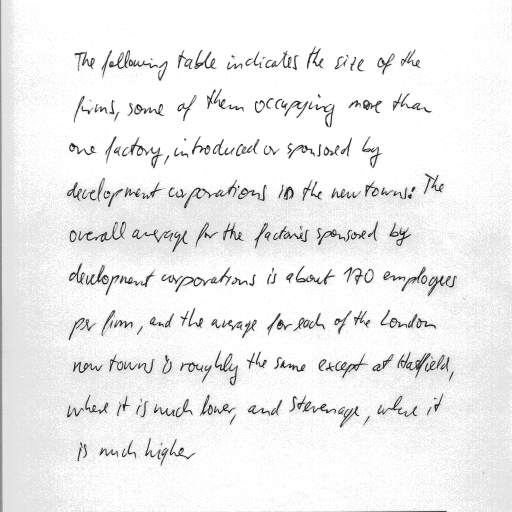 The following table indicates the size of the
firms, some of them occupying more than
one factory, introduced or sponsored by
development corporations in the new towns: The
overall average for the factories sponsored by
development corporations is about 170 employees
per firm, and the average for each of the London
new towns is roughly the same except at Hatfield,
where it is much lower, and Stevenage, where it
is much higher